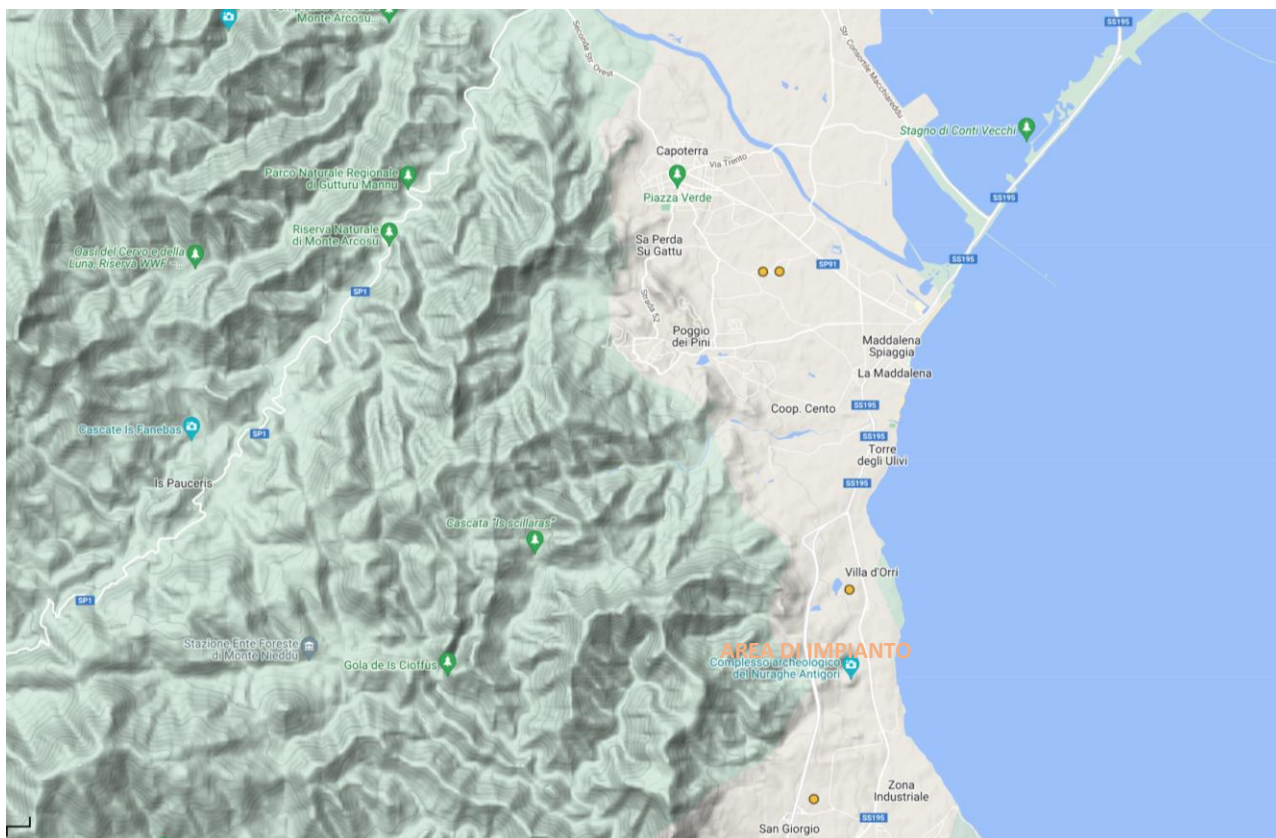 Monte Arcosu...
SS195
Seconda Str. Ovest
Str. Consortile Macchiareddu
Stagno di Conti Vecchi
Capoterra
Via Trento
Parco Naturale Regionale
di Gutturu Mannu
Piazza Verde
SS195
Riserva Naturale
di Monte Arcosu
Sa Perda
Su Gattu
Oasi del Cervo e della
Luna, Riserva WWF –...
SS195
SP91
SP1
Strada 52
Poggio
dei Pini
Maddalena
Spiaggia
La Maddalena
Coop. Cento
SS195
Cascate Is Fanebas
SP1
SS195
Torre
degli Ulivi
Is Pauceris
SS195
Cascata "Is scillaras"
Villa d'Orri
SP1
Stazione Ente Foreste
di Monte Nieddu
Gola de Is Cioffus
AREA DI IMPIANTO
Complesso archeologico
del Nuraghe Antigori
Zona
Industriale
SS195
San Giorgio